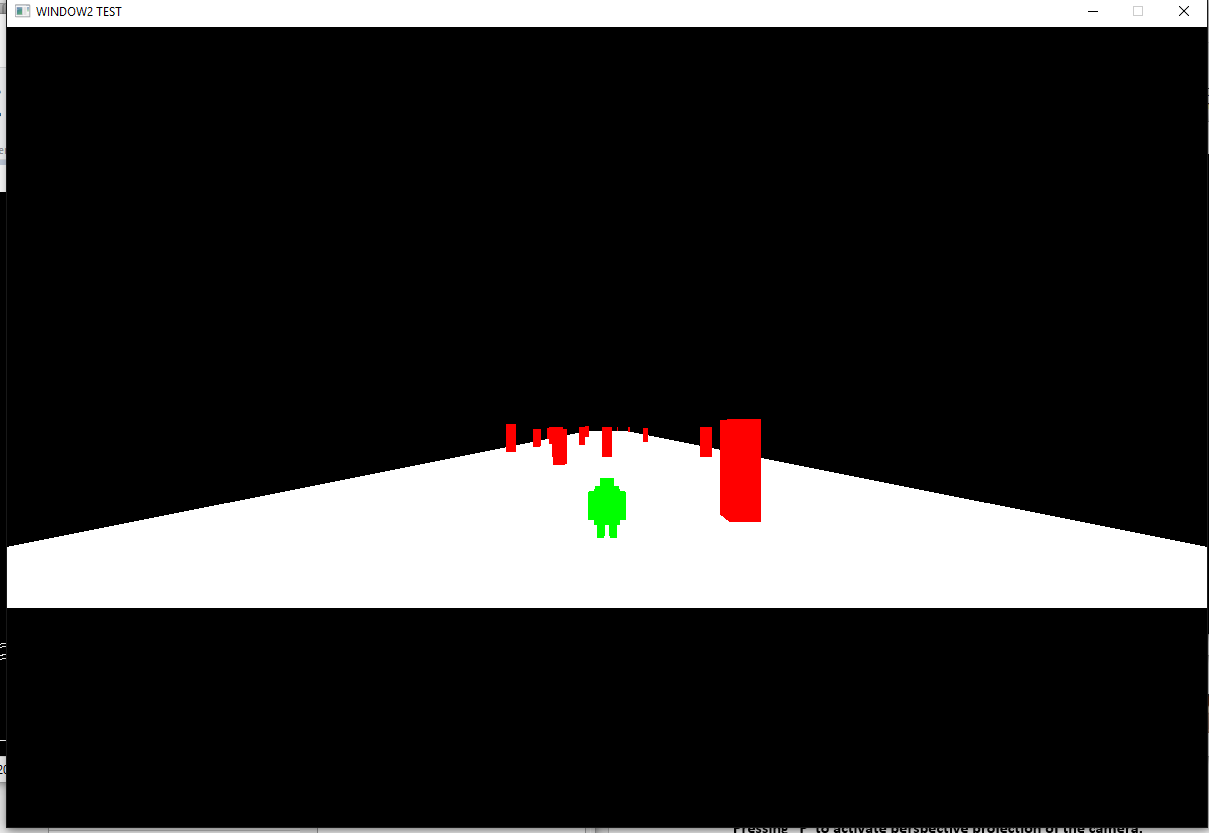 WINDOW2 TEST
Pressing "P" to activate perspective projection of the camera.